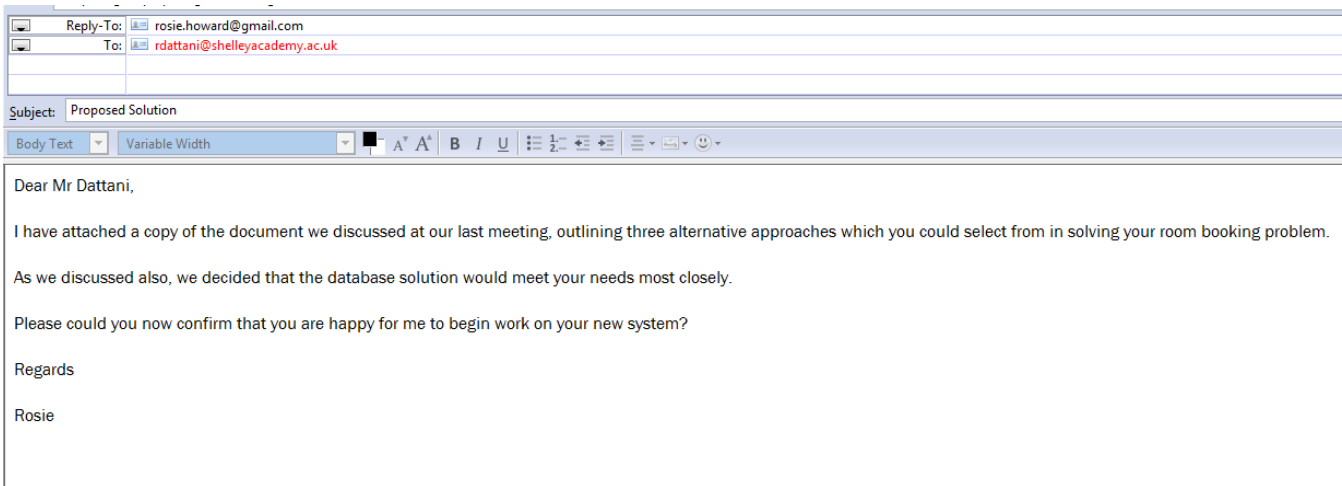 Reply-To: rosie.howard@gmail.com
To: rdattani@shelleyacademy.ac.uk
Subject: Proposed Solution
Body Text Variable Width A A B I U
Dear Mr Dattani,
I have attached a copy of the document we discussed at our last meeting, outlining three alternative approaches which you could select from in solving your room booking problem.
As we discussed also, we decided that the database solution would meet your needs most closely.
Please could you now confirm that you are happy for me to begin work on your new system?
Regards
Rosie